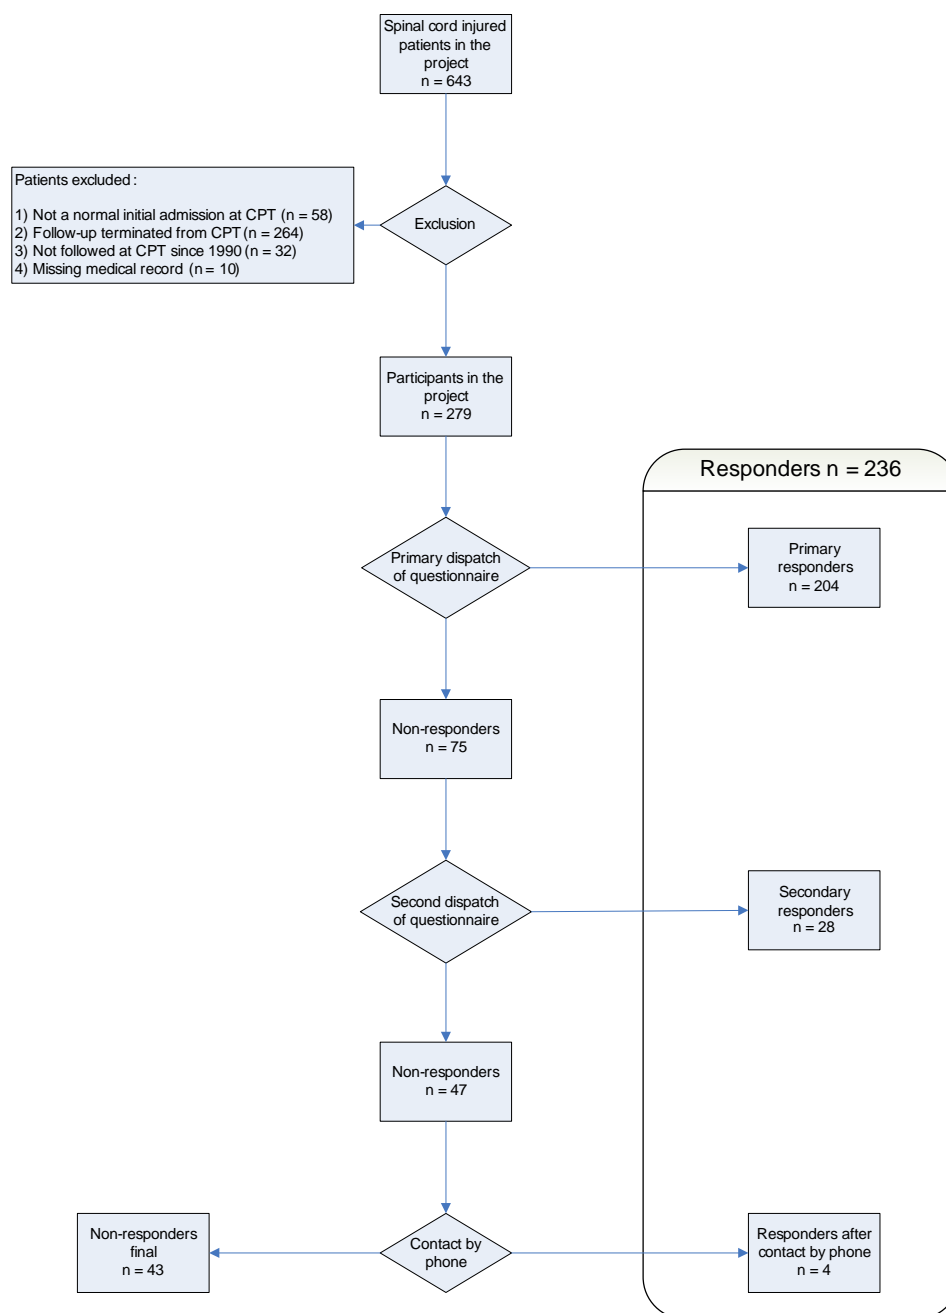 Spinal cord injured
patients in the
project
n = 643
Patients excluded :
1) Not a normal initial admission at CPT (n = 58)
2) Follow-up terminated from CPT (n = 264)
3) Not followed at CPT since 1990 (n = 32)
4) Missing medical record (n = 10)
Exclusion
Participants in the
project
n = 279
Responders n = 236
Primary dispatch
of questionnaire
Primary
responders
n = 204
Non-responders
n = 75
Second dispatch
of questionnaire
Secondary
responders
n = 28
Non-responders
n = 47
Non-responders
final
n = 43
Contact by
phone
Responders after
contact by phone
n = 4